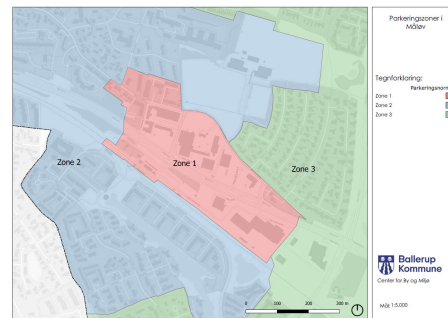 Parkeringszoner i
Måløv
Tegnforklaring:
Parkeringsnorm
Zone 1
Zone 2
Zone 3
Zone 1
Zone 2
Zone 3
0 100 200 300 m
Ballerup
Kommune
Center for By og Miljø
Mål: 1:5.000